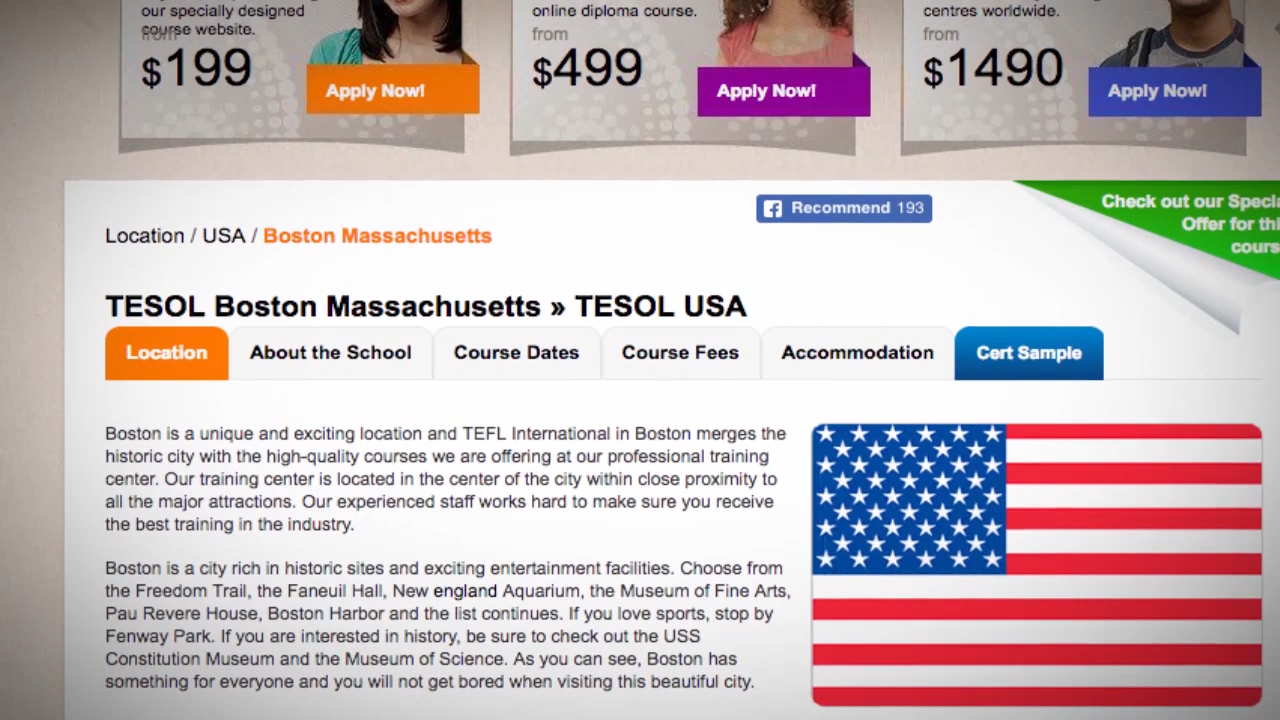 our specially designed
course website.
from
$199
Apply Now!
online diploma course.
from
$499
Apply Now!
centres worldwide.
from
$1490
Apply Now!
Recommend 193
Check out our Specia
Offer for thi
cours
Location / USA / Boston Massachusetts
TESOL Boston Massachusetts » TESOL USA
Location
About the School
Course Dates
Course Fees
Accommodation
Cert Sample
Boston is a unique and exciting location and TEFL International in Boston merges the
historic city with the high-quality courses we are offering at our professional training
center. Our training center is located in the center of the city within close proximity to
all the major attractions. Our experienced staff works hard to make sure you receive
the best training in the industry.
Boston is a city rich in historic sites and exciting entertainment facilities. Choose from
the Freedom Trail, the Faneuil Hall, New england Aquarium, the Museum of Fine Arts,
Pau Revere House, Boston Harbor and the list continues. If you love sports, stop by
Fenway Park. If you are interested in history, be sure to check out the USS
Constitution Museum and the Museum of Science. As you can see, Boston has
something for everyone and you will not get bored when visiting this beautiful city.